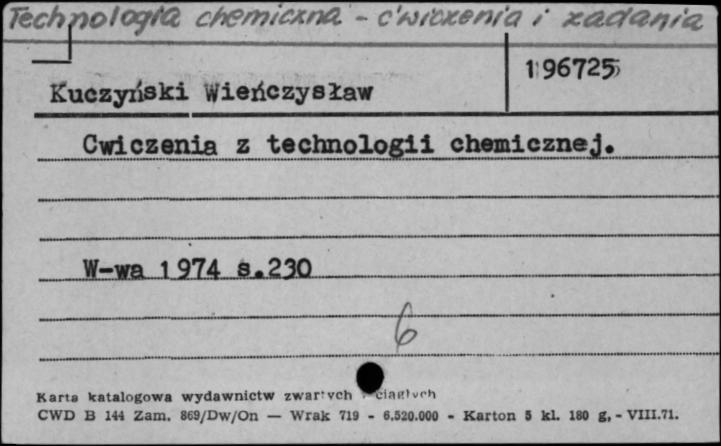 Technologia chemiczna - ćwiczenia i zadania
196725
Kuczyński Wieńczysław
Cwiczenia z technologii chemicznej.
W-wa 1974 s.230
6
Karta katalogowa wydawnictw zwartych i ciągłych
CWD B 144 Zam. 869/Dw/On — Wrak 719 - 6.520.000 - Karton 5 kl. 180 g, - VIII.71.